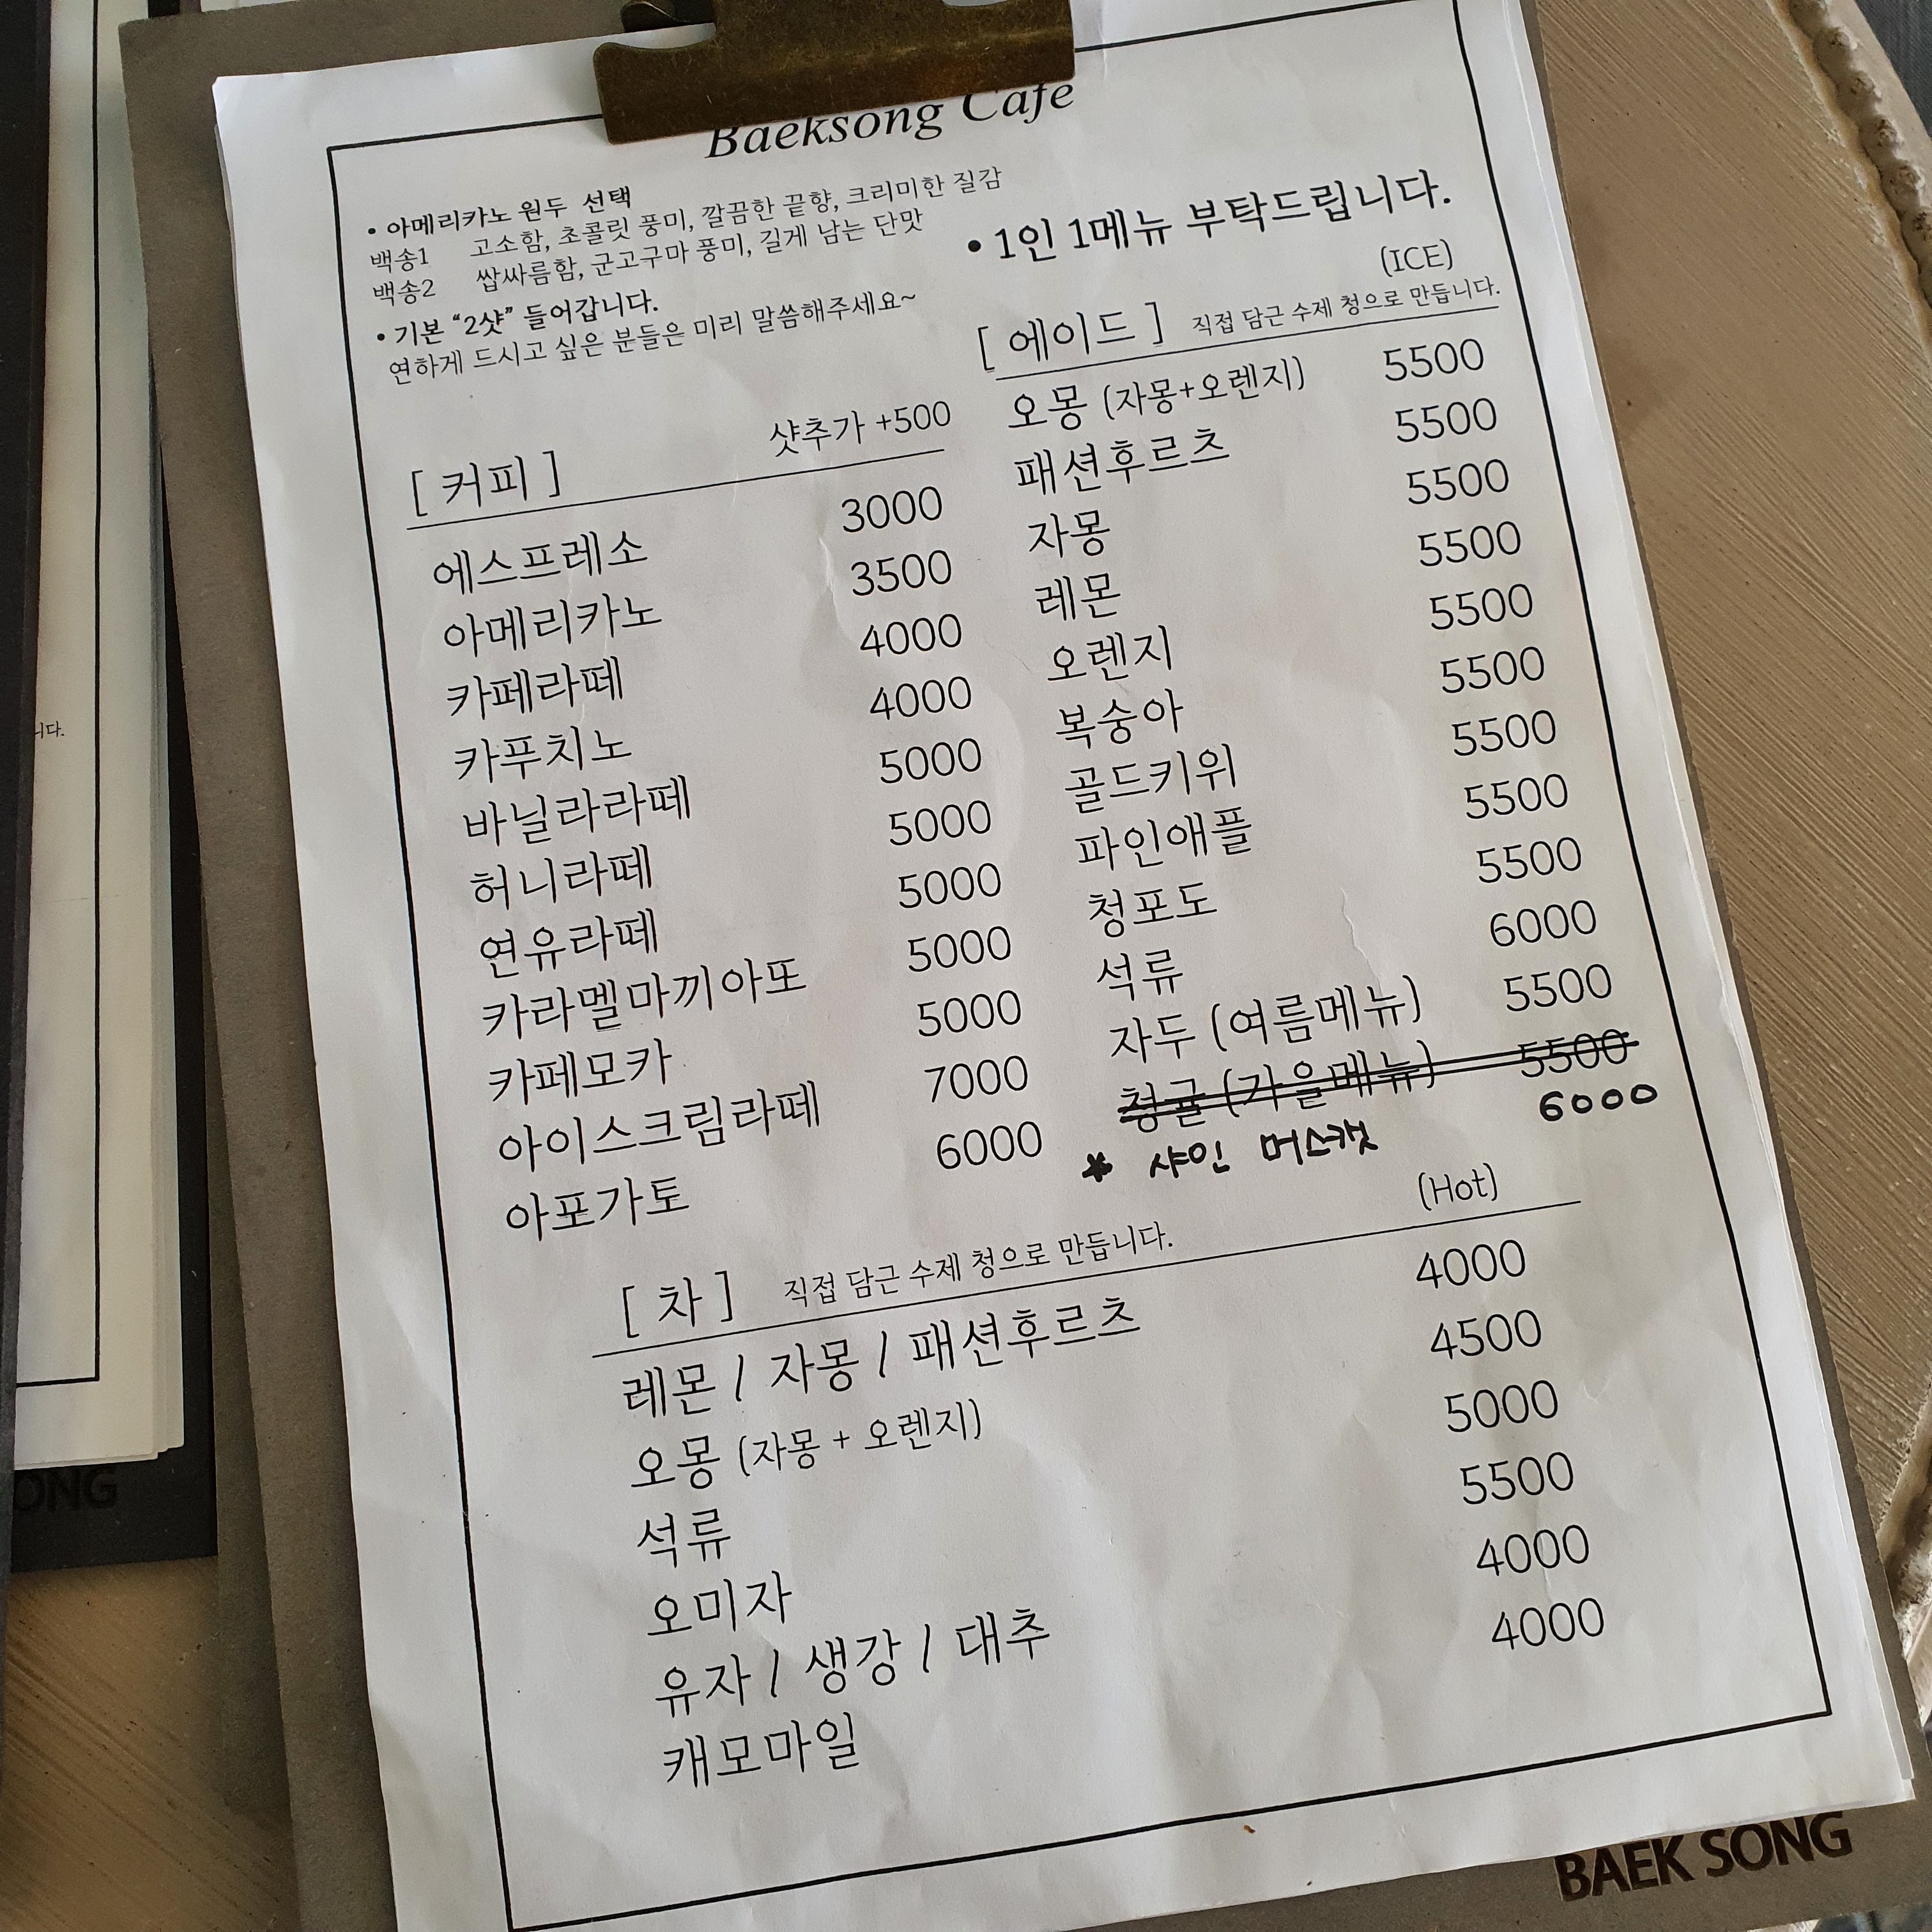 Baeksong Cafe
• 아메리카노 원두 선택
백송1 고소함, 초콜릿 풍미, 깔끔한 끝향, 크리미한 질감
백송2 쌉싸름함, 군고구마 풍미, 길게 남는 단맛
• 기본 “2샷” 들어갑니다.
연하게 드시고 싶은 분들은 미리 말씀해주세요~
샷추가 +500
[ 커피 ]
에스프레소 3000
아메리카노 3500
카페라떼 4000
카푸치노 4000
바닐라라떼 5000
허니라떼 5000
연유라떼 5000
카라멜마끼아또 5000
카페모카 5000
아이스크림라떼 7000
아포가토 6000
• 1인 1메뉴 부탁드립니다.
(ICE)
[ 에이드 ] 직접 담근 수제 청으로 만듭니다.
오몽 (자몽+오렌지) 5500
패션후르츠 5500
자몽 5500
레몬 5500
오렌지 5500
복숭아 5500
골드키위 5500
파인애플 5500
청포도 5500
석류 6000
자두 (여름메뉴) 5500
청귤 (가을메뉴) 5500
* 샤인 머스캣 6000
(Hot)
[ 차 ] 직접 담근 수제 청으로 만듭니다.
레몬 / 자몽 / 패션후르츠 4000
오몽 (자몽 + 오렌지) 4500
석류 5000
오미자 5500
유자 / 생강 / 대추 4000
캐모마일 4000
BAEK SONG
니다.
ONG